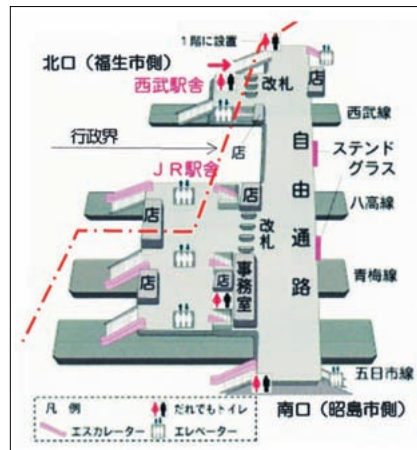 1階に設置
北口（福生市側）
西武駅舎
改札
店
西武線
行政界
店
自由通路
ステンド
グラス
JR駅舎
店
店
八高線
改札
店
店
事務室
青梅線
五日市線
凡 例
だれでもトイレ
エスカレーター
エレベーター
南口（昭島市側）